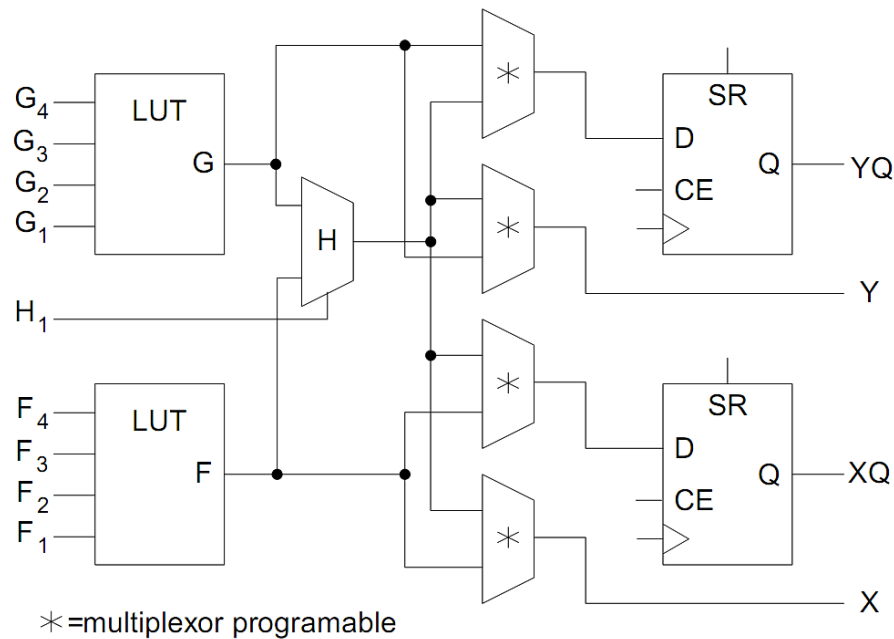 G4
G3
G2
G1
LUT
G
H
H1
F4
F3
F2
F1
LUT
F
*
*
*
*
SR
D
Q
CE
YQ
Y
SR
D
Q
CE
XQ
X
*=multiplexor programable